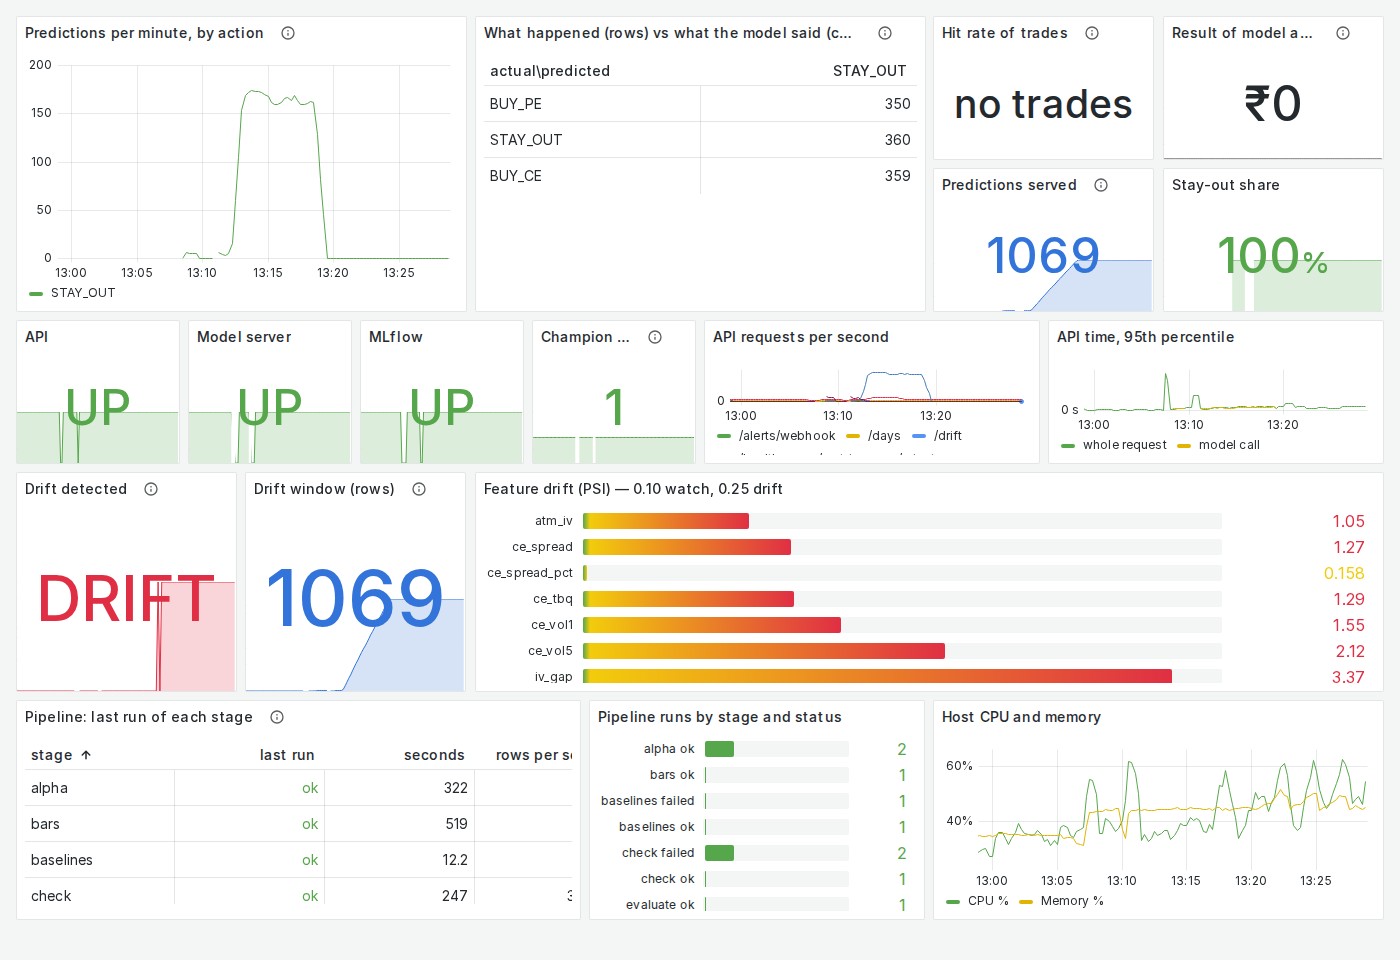 Predictions per minute, by action
200
150
100
50
0
13:00 13:05 13:10 13:15 13:20 13:25
STAY_OUT
What happened (rows) vs what the model said (c...
actual\predicted STAY_OUT
BUY_PE 350
STAY_OUT 360
BUY_CE 359
Hit rate of trades
no trades
Result of model a...
₹0
Predictions served
1069
Stay-out share
100%
API
UP
Model server
UP
MLflow
UP
Champion ...
1
API requests per second
0
13:00 13:10 13:20
/alerts/webhook /days /drift
API time, 95th percentile
0 s
13:00 13:10 13:20
whole request model call
Drift detected
DRIFT
Drift window (rows)
1069
Feature drift (PSI) — 0.10 watch, 0.25 drift
atm_iv 1.05
ce_spread 1.27
ce_spread_pct 0.158
ce_tbq 1.29
ce_vol1 1.55
ce_vol5 2.12
iv_gap 3.37
Pipeline: last run of each stage
stage last run seconds rows per
alpha ok 322
bars ok 519
baselines ok 12.2
check ok 247
Pipeline runs by stage and status
alpha ok 2
bars ok 1
baselines failed 1
baselines ok 1
check failed 2
check ok 1
evaluate ok 1
Host CPU and memory
60%
40%
13:00 13:05 13:10 13:15 13:20 13:25
CPU % Memory %